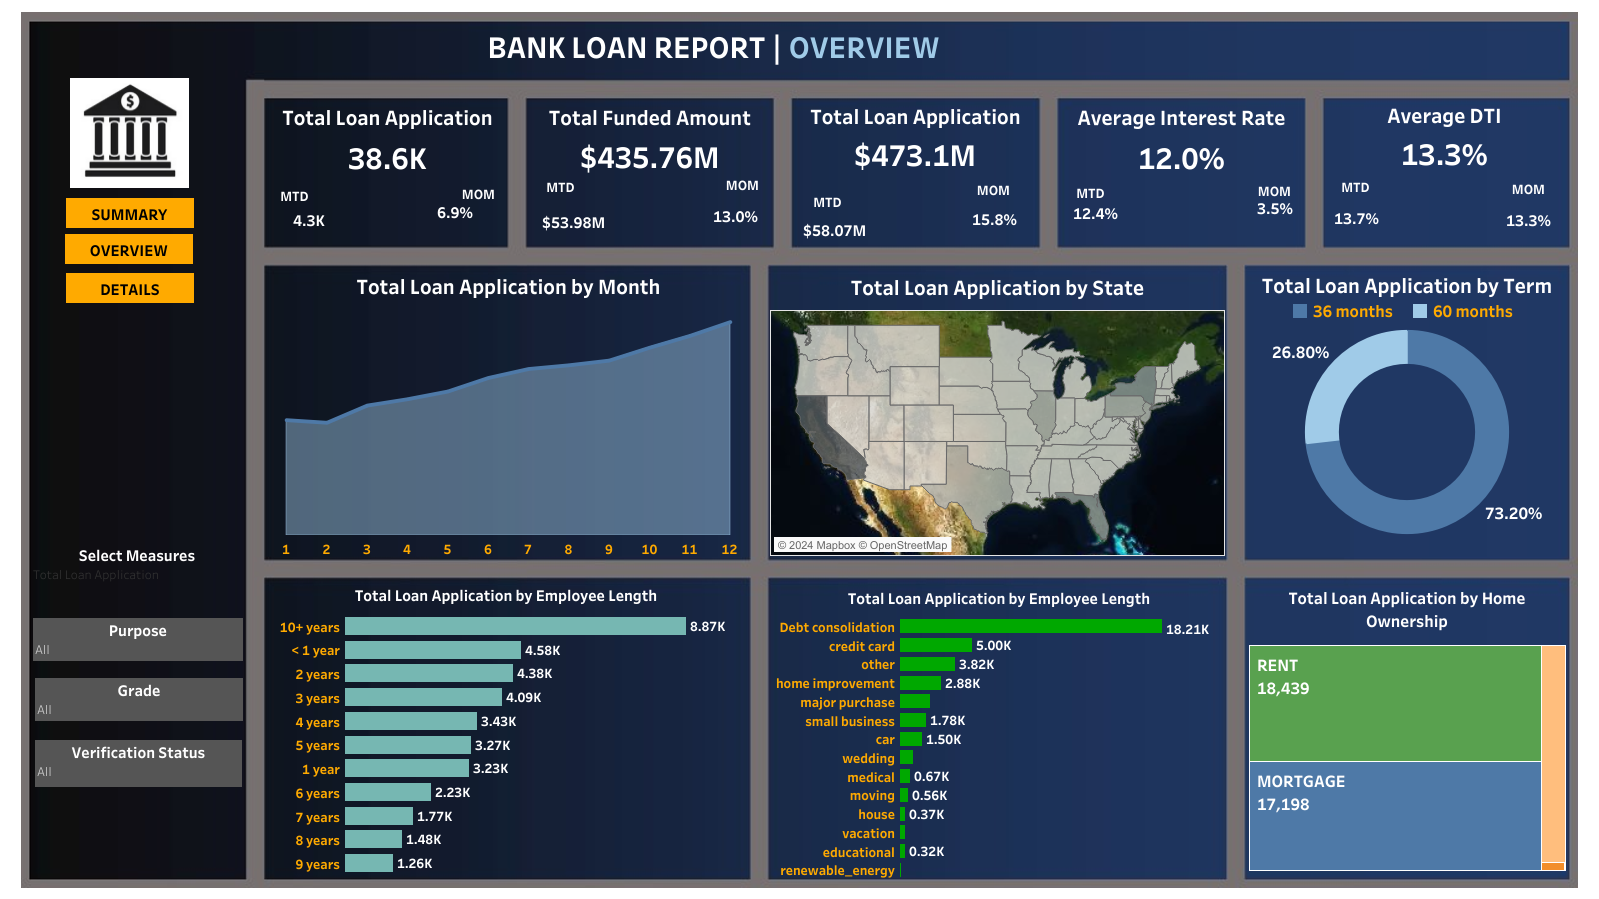 BANK LOAN REPORT | OVERVIEW
$
SUMMARY
OVERVIEW
DETAILS
Select Measures
Total Loan Application
Purpose
All
Grade
All
Verification Status
All
Total Loan Application
38.6K
MTD
MOM
4.3K
6.9%
Total Funded Amount
$435.76M
MTD
MOM
$53.98M
13.0%
Total Loan Application
$473.1M
MTD
MOM
$58.07M
15.8%
Average Interest Rate
12.0%
MTD
MOM
12.4%
3.5%
Average DTI
13.3%
MTD
MOM
13.7%
13.3%
Total Loan Application by Month
1 2 3 4 5 6 7 8 9 10 11 12
Total Loan Application by State
© 2024 Mapbox © OpenStreetMap
Total Loan Application by Term
36 months 60 months
26.80%
73.20%
Total Loan Application by Employee Length
10+ years 8.87K
< 1 year 4.58K
2 years 4.38K
3 years 4.09K
4 years 3.43K
5 years 3.27K
1 year 3.23K
6 years 2.23K
7 years 1.77K
8 years 1.48K
9 years 1.26K
Total Loan Application by Employee Length
Debt consolidation 18.21K
credit card 5.00K
other 3.82K
home improvement 2.88K
major purchase
small business 1.78K
car 1.50K
wedding
medical 0.67K
moving 0.56K
house 0.37K
vacation
educational 0.32K
renewable_energy
Total Loan Application by Home
Ownership
RENT
18,439
MORTGAGE
17,198